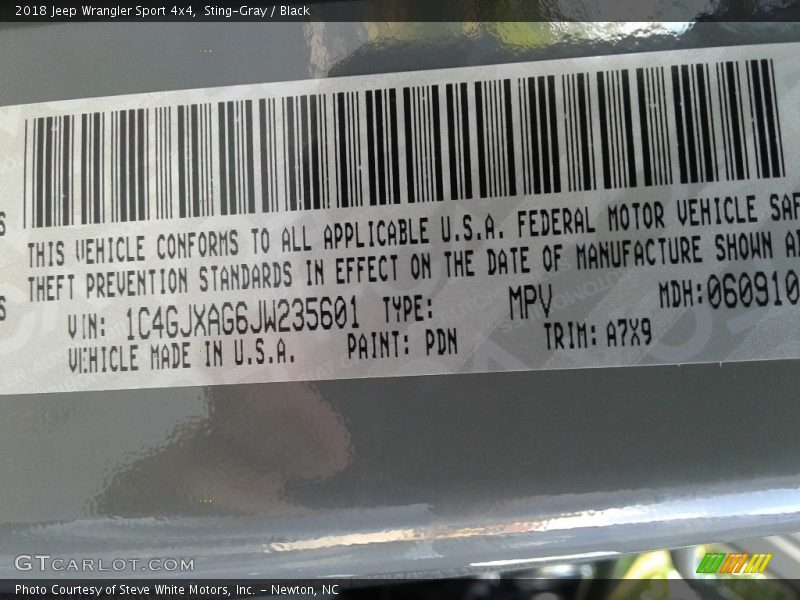 2018 Jeep Wrangler Sport 4x4, Sting-Gray / Black
THIS VEHICLE CONFORMS TO ALL APPLICABLE U.S.A. FEDERAL MOTOR VEHICLE SAF
THEFT PREVENTION STANDARDS IN EFFECT ON THE DATE OF MANUFACTURE SHOWN A
VIN: 1C4GJXAG6JW235601 TYPE: MPV MDH: 060910
VEHICLE MADE IN U.S.A. PAINT: PDN TRIM: A7X9
GTCARLOT.COM
Photo Courtesy of Steve White Motors, Inc. - Newton, NC